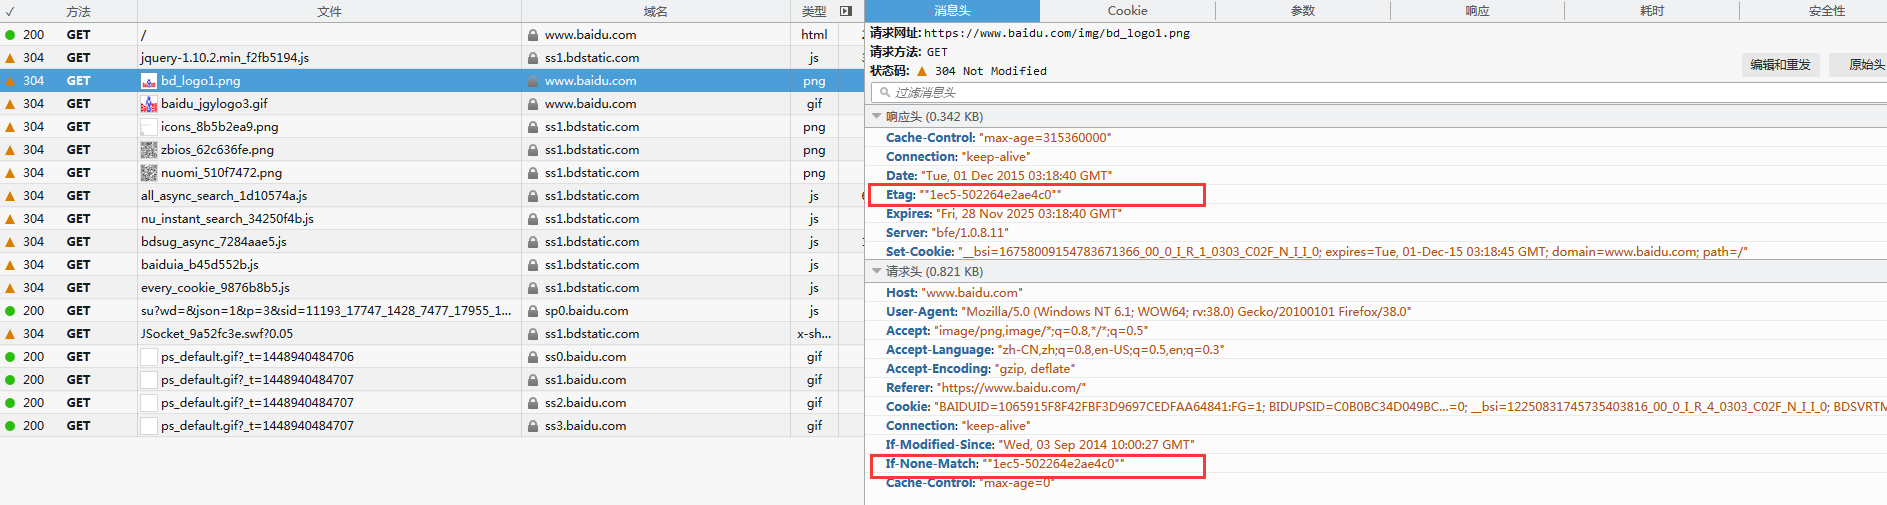 ✓ 方法 文件 域名 类型
200 GET / www.baidu.com html
304 GET jquery-1.10.2.min_f2fb5194.js ss1.bdstatic.com js
304 GET bd_logo1.png www.baidu.com png
304 GET baidu_jgylogo3.gif www.baidu.com gif
304 GET icons_8b5b2ea9.png ss1.bdstatic.com png
304 GET zbios_62c636fe.png ss1.bdstatic.com png
304 GET nuomi_510f7472.png ss1.bdstatic.com png
304 GET all_async_search_1d10574a.js ss1.bdstatic.com js
304 GET nu_instant_search_34250f4b.js ss1.bdstatic.com js
304 GET bdsug_async_7284aae5.js ss1.bdstatic.com js
304 GET baiduia_b45d552b.js ss1.bdstatic.com js
304 GET every_cookie_9876b8b5.js ss1.bdstatic.com js
200 GET su?wd=&json=1&p=3&sid=11193_17747_1428_7477_17955_1... sp0.baidu.com js
304 GET JSocket_9a52fc3e.swf?0.05 ss1.bdstatic.com x-sh...
200 GET ps_default.gif?_t=1448940484706 ss0.baidu.com gif
200 GET ps_default.gif?_t=1448940484707 ss1.baidu.com gif
200 GET ps_default.gif?_t=1448940484707 ss2.baidu.com gif
200 GET ps_default.gif?_t=1448940484707 ss3.baidu.com gif
消息头 Cookie 参数 响应 耗时 安全性
请求网址: https://www.baidu.com/img/bd_logo1.png
请求方法: GET
状态码: 304 Not Modified
编辑和重发 原始头
过滤消息头
响应头 (0.342 KB)
Cache-Control: "max-age=315360000"
Connection: "keep-alive"
Date: "Tue, 01 Dec 2015 03:18:40 GMT"
Etag: ""1ec5-502264e2ae4c0""
Expires: "Fri, 28 Nov 2025 03:18:40 GMT"
Server: "bfe/1.0.8.11"
Set-Cookie: "__bsi=16758009154783671366_00_0_I_R_1_0303_C02F_N_I_I_0; expires=Tue, 01-Dec-15 03:18:45 GMT; domain=www.baidu.com; path=/"
请求头 (0.821 KB)
Host: "www.baidu.com"
User-Agent: "Mozilla/5.0 (Windows NT 6.1; WOW64; rv:38.0) Gecko/20100101 Firefox/38.0"
Accept: "image/png,image/*;q=0.8,*/*;q=0.5"
Accept-Language: "zh-CN,zh;q=0.8,en-US;q=0.5,en;q=0.3"
Accept-Encoding: "gzip, deflate"
Referer: "https://www.baidu.com/"
Cookie: "BAIDUID=1065915F8F42FBF3D9697CEDFAA64841:FG=1; BIDUPSID=C0B0BC34D049BC...=0; __bsi=12250831745735403816_00_0_I_R_4_0303_C02F_N_I_I_0; BDSVRTM
Connection: "keep-alive"
If-Modified-Since: "Wed, 03 Sep 2014 10:00:27 GMT"
If-None-Match: ""1ec5-502264e2ae4c0""
Cache-Control: "max-age=0"